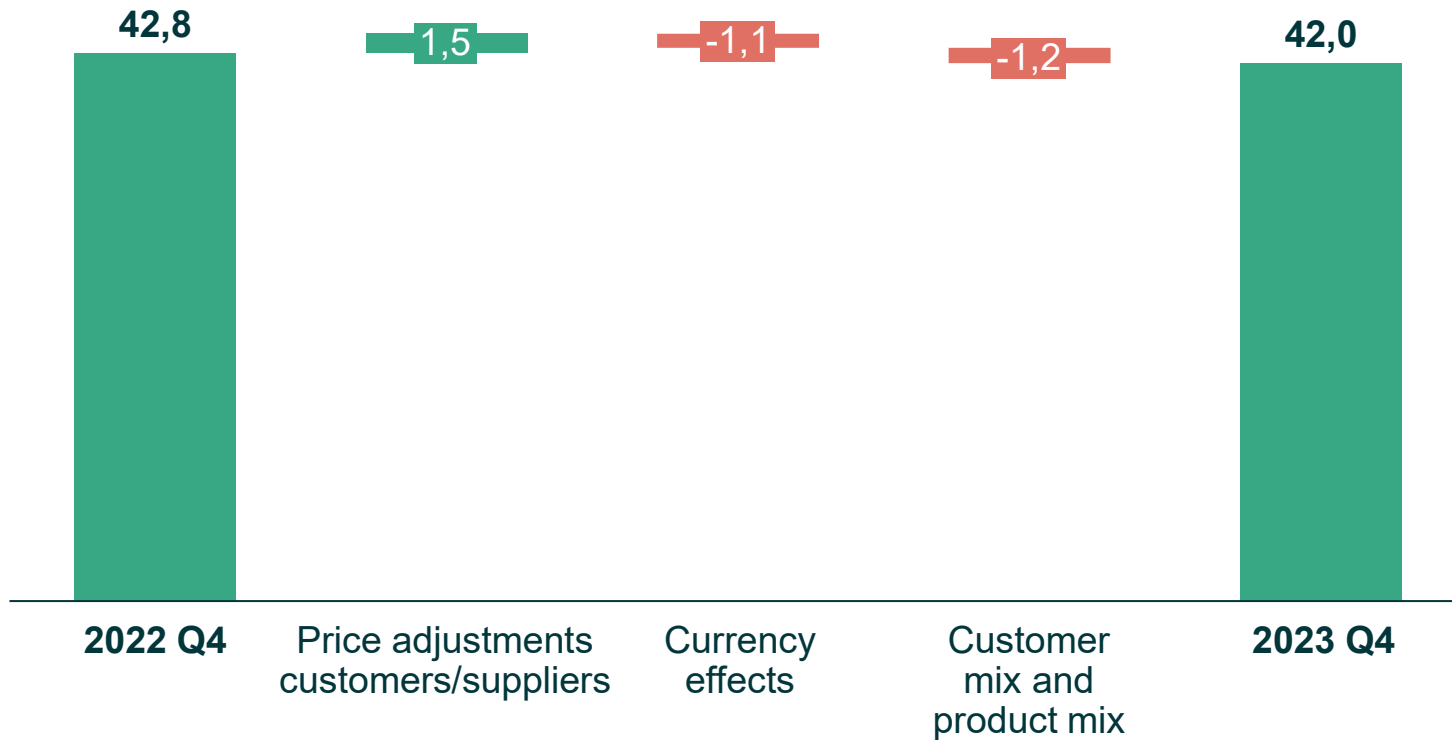 42,8
1,5
-1,1
-1,2
42,0
2022 Q4
Price adjustments
customers/suppliers
Currency
effects
Customer
mix and
product mix
2023 Q4